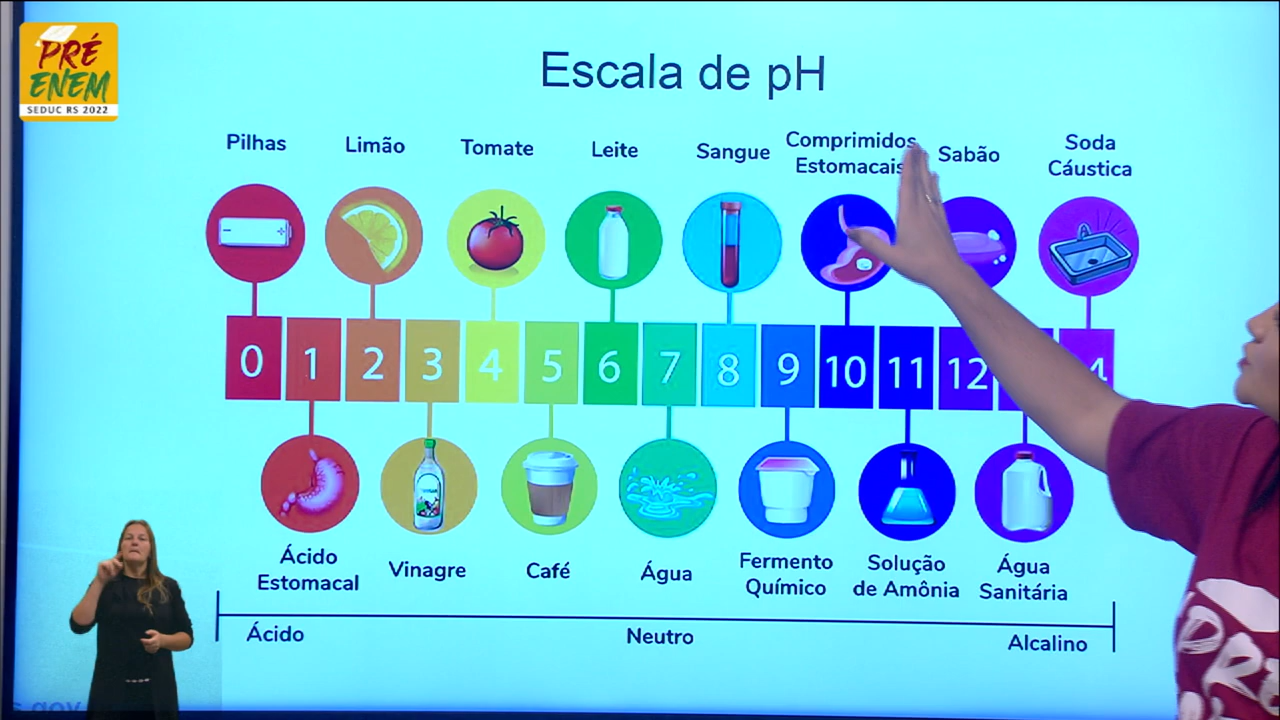 PRÉ
ENEM
SEDUC RS 2022
Escala de pH
Pilhas
Limão
Tomate
Leite
Sangue
Comprimidos
Estomacais
Sabão
Soda
Cáustica
0 1 2 3 4 5 6 7 8 9 10 11 12 4
Ácido
Estomacal
Vinagre
Café
Água
Fermento
Químico
Solução
de Amônia
Água
Sanitária
Ácido
Neutro
Alcalino
s.gov